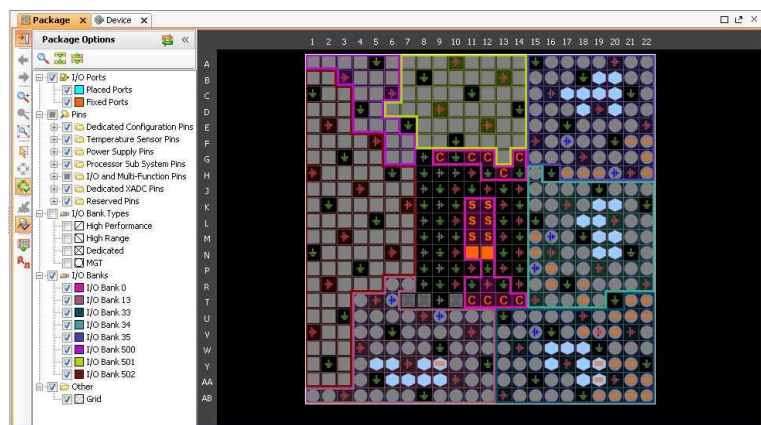 Package
Device
Package Options
I/O Ports
Placed Ports
Fixed Ports
Pins
Dedicated Configuration Pins
Temperature Sensor Pins
Power Supply Pins
Processor Sub System Pins
I/O and Multi-Function Pins
Dedicated XADC Pins
Reserved Pins
I/O Bank Types
High Performance
High Range
Dedicated
MGT
I/O Banks
I/O Bank 0
I/O Bank 13
I/O Bank 33
I/O Bank 34
I/O Bank 35
I/O Bank 500
I/O Bank 501
I/O Bank 502
Other
Grid
1 2 3 4 5 6 7 8 9 10 11 12 13 14 15 16 17 18 19 20 21 22
A
B
C
D
E
F
G C C C C
H C
J
K S S
L S S
M S S
N
P
R
T C C C C
U
V
W
Y
AA
AB